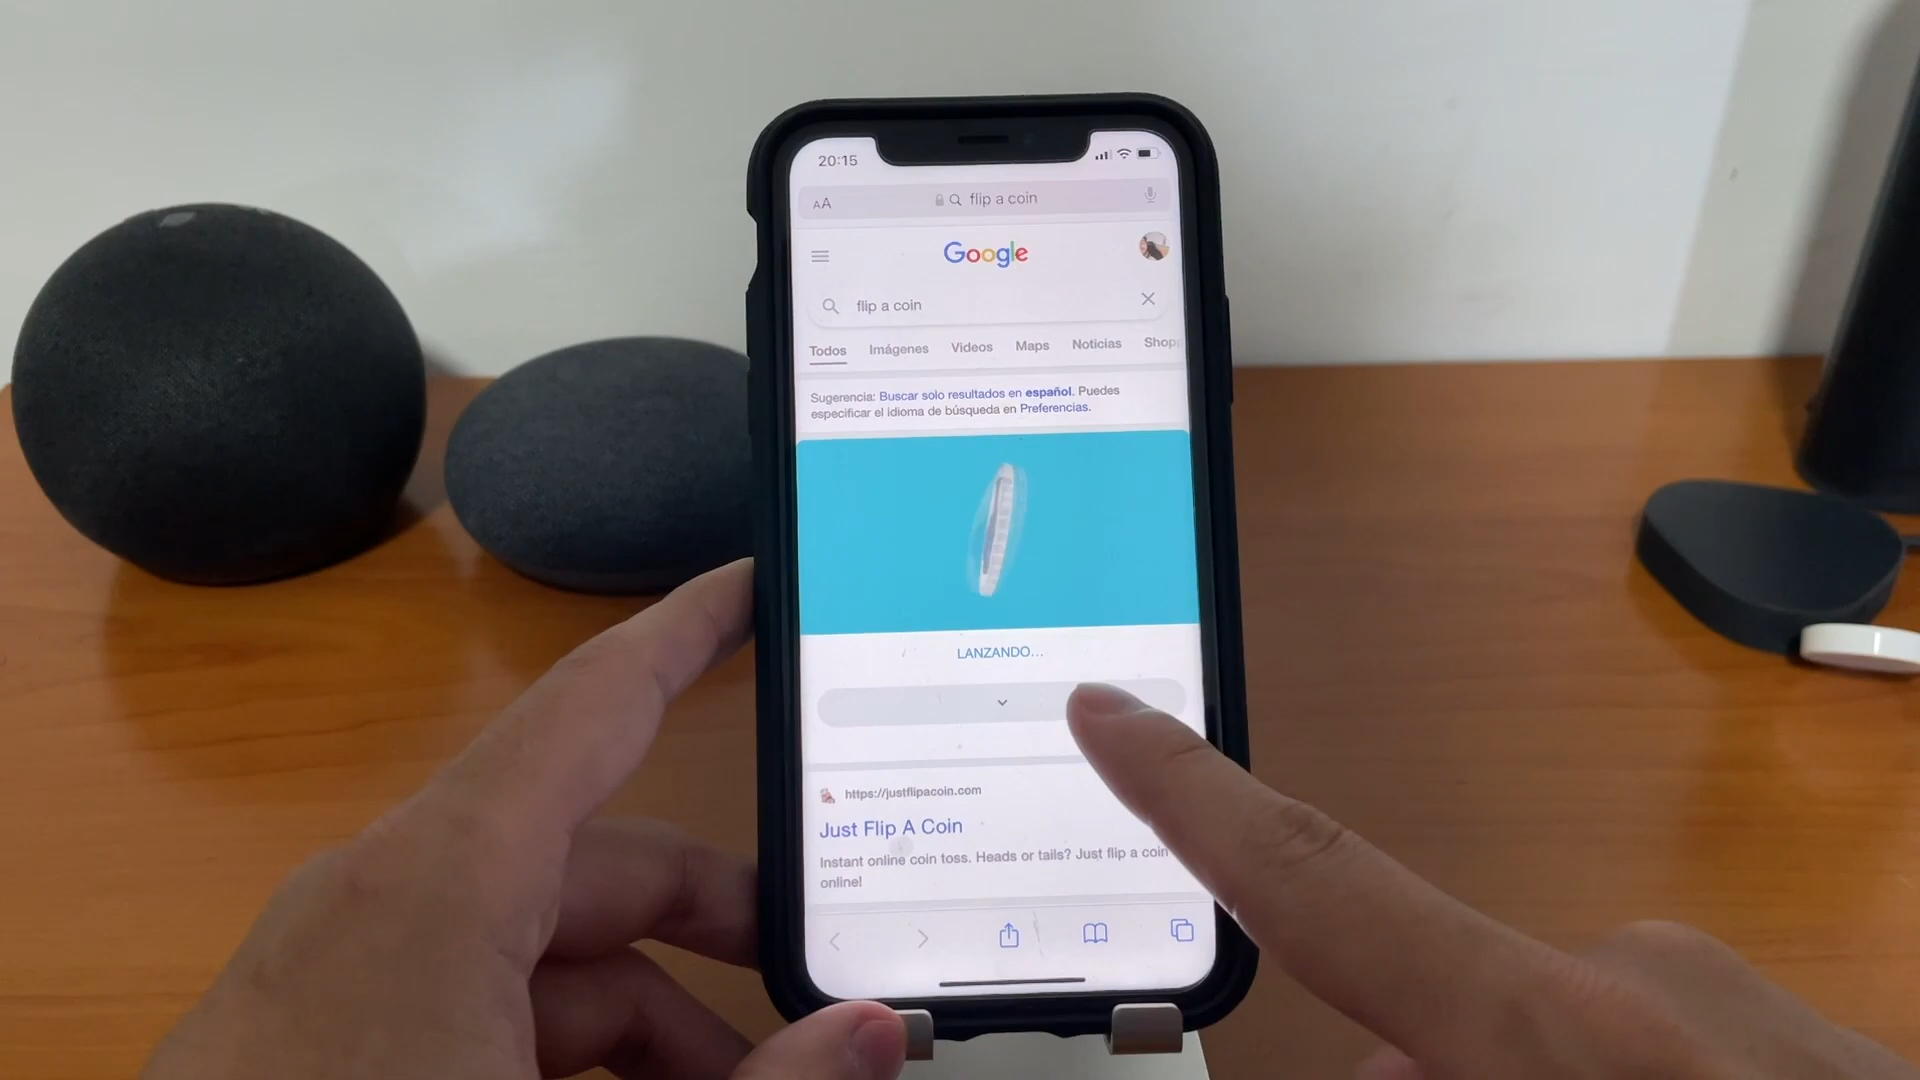 20:15
AA
flip a coin
Google
flip a coin
Todos Imágenes Videos Maps Noticias Shop
Sugerencia: Buscar solo resultados en español. Puedes
especificar el idioma de búsqueda en Preferencias.
LANZANDO...
https://justflipacoin.com
Just Flip A Coin
Instant online coin toss. Heads or tails? Just flip a coin
online!